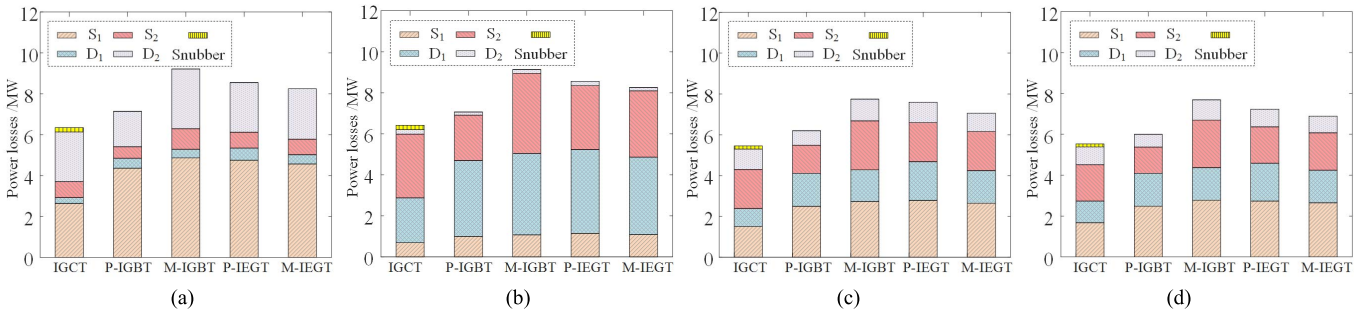 12
10
8
6
4
2
0
Power losses /MW
S₁ S₂
D₁ D₂ Snubber
IGCT P-IGBT M-IGBT P-IEGT M-IEGT
(a)
12
10
8
6
4
2
0
Power losses /MW
S₁ S₂
D₁ D₂ Snubber
IGCT P-IGBT M-IGBT P-IEGT M-IEGT
(b)
12
10
8
6
4
2
0
Power losses /MW
S₁ S₂
D₁ D₂ Snubber
IGCT P-IGBT M-IGBT P-IEGT M-IEGT
(c)
12
10
8
6
4
2
0
Power losses /MW
S₁ S₂
D₁ D₂ Snubber
IGCT P-IGBT M-IGBT P-IEGT M-IEGT
(d)